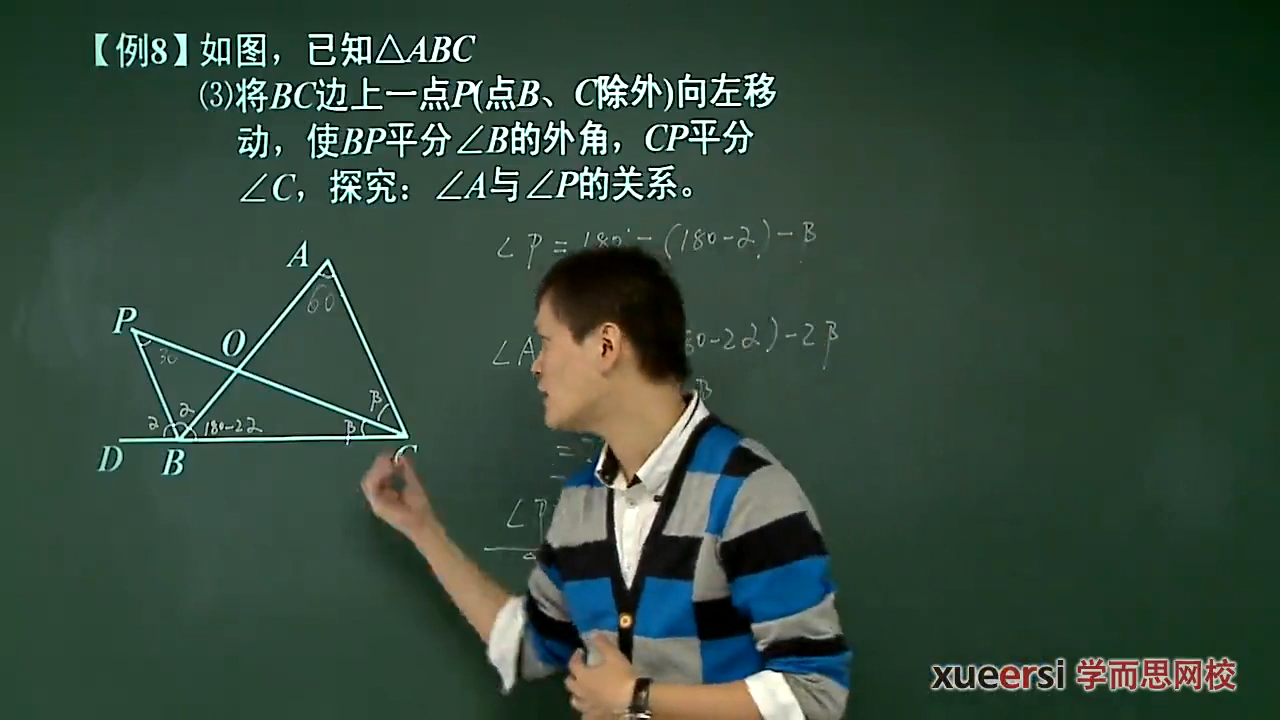 【例8】如图，已知△ABC
⑶将BC边上一点P(点B、C除外)向左移
动，使BP平分∠B的外角，CP平分
∠C，探究：∠A与∠P的关系。
∠P=180°-(180-2)-β
∠A
80-22)-2β
β
=
∠P
A
60
P
30
O
2
2
180-22
β
β
D
B
C
xueersi 学而思网校